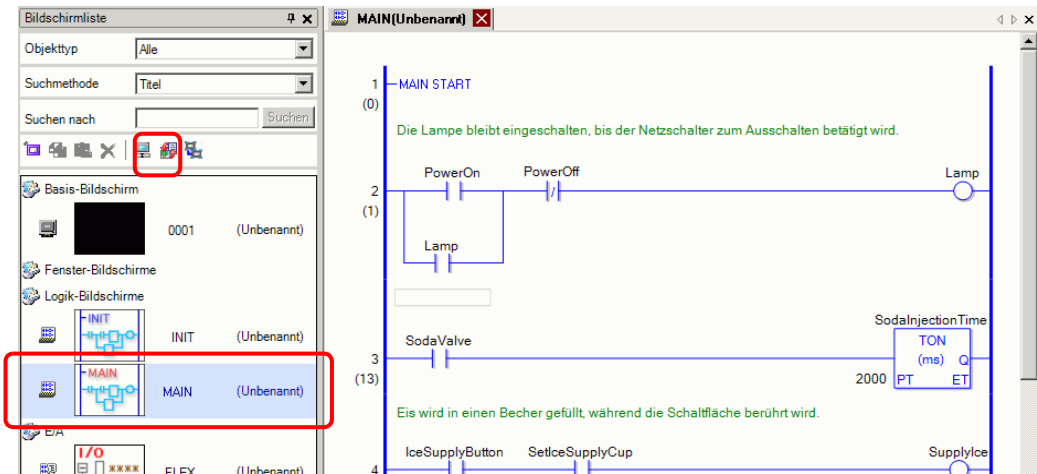 Bildschirmliste
Objekttyp Alle
Suchmethode Titel
Suchen nach Suchen
Basis-Bildschirm
0001 (Unbenannt)
Fenster-Bildschirme
Logik-Bildschirme
INIT
INIT (Unbenannt)
MAIN
MAIN (Unbenannt)
E/A
I/O
****
FLEX (Unbenannt)
MAIN(Unbenannt)
1 MAIN START
(0)
Die Lampe bleibt eingeschalten, bis der Netzschalter zum Ausschalten betätigt wird.
PowerOn PowerOff Lamp
2
(1)
Lamp
SodaInjectionTime
SodaValve TON
3 (ms) Q
(13) 2000 PT ET
Eis wird in einen Becher gefüllt, während die Schaltfläche berührt wird.
IceSupplyButton SetIceSupplyCup SupplyIce
4